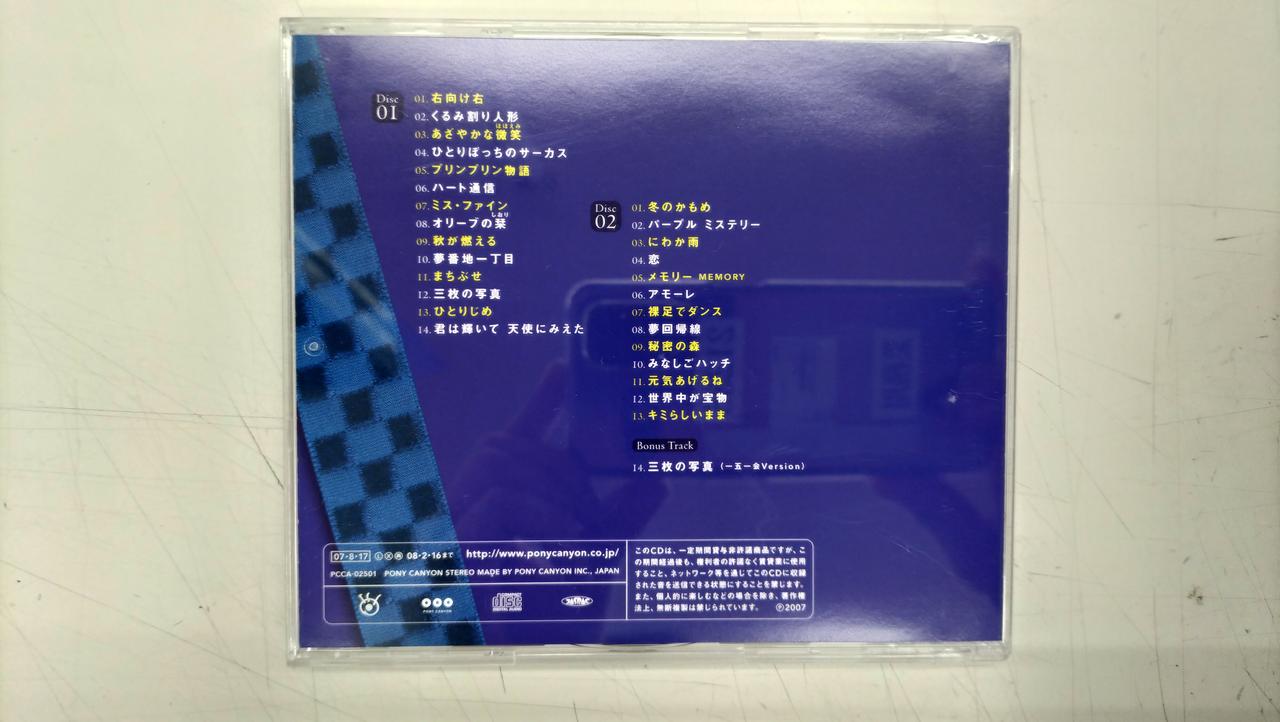 Disc
01
01. 右向け右
02. くるみ割り人形
ほほえみ
03. あざやかな微笑
04. ひとりぼっちのサーカス
05. プリンプリン物語
06. ハート通信
07. ミス・ファイン
しおり
08. オリーブの栞
09. 秋が燃える
10. 夢番地一丁目
11. まちぶせ
12. 三枚の写真
13. ひとりじめ
14. 君は輝いて 天使にみえた
Disc
02
01. 冬のかもめ
02. パープル ミステリー
03. にわか雨
04. 恋
05. メモリー MEMORY
06. アモーレ
07. 裸足でダンス
08. 夢回帰線
09. 秘密の森
10. みなしごハッチ
11. 元気あげるね
12. 世界中が宝物
13. キミらしいまま
Bonus Track
14. 三枚の写真 (一五一会Version)
07・8・17 Ⓛ Ⓧ 08・2・16まで http://www.ponycanyon.co.jp/
PCCA-02501 PONY CANYON STEREO MADE BY PONY CANYON INC., JAPAN
PONY CANYON
COMPACT
disc
DIGITAL AUDIO
このCDは、一定期間貸与非許諾商品ですが、こ
の期間経過後も、権利者の許諾なく賃貸業に使用
すること、ネットワーク等を通じてこのCDに収録
された音を送信できる状態にすることを禁じます。
また、個人的に楽しむなどの場合を除き、著作権
法上、無断複製は禁じられています。 Ⓟ2007